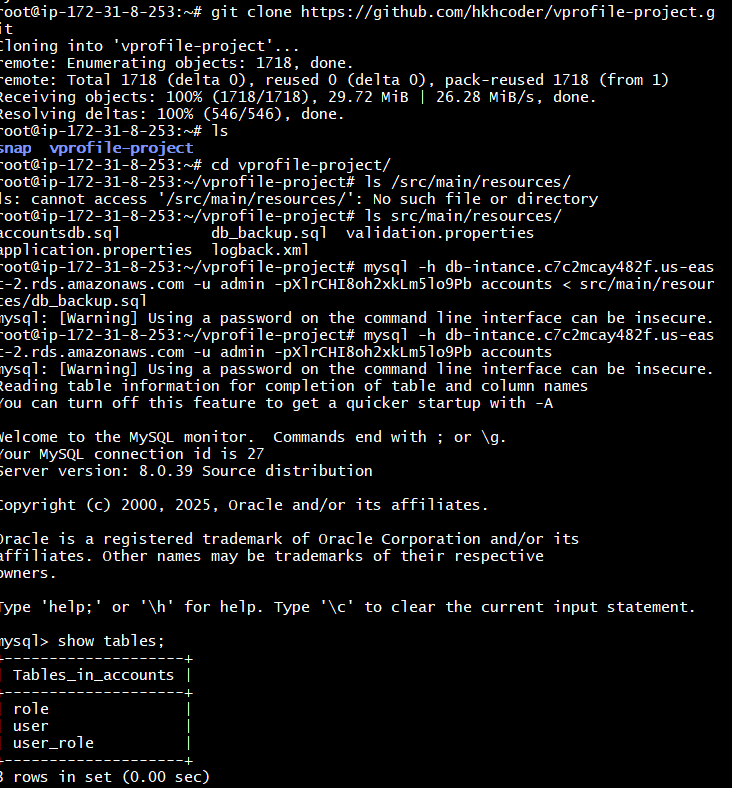 root@ip-172-31-8-253:~# git clone https://github.com/hkhcoder/vprofile-project.g
it
Cloning into 'vprofile-project'...
remote: Enumerating objects: 1718, done.
remote: Total 1718 (delta 0), reused 0 (delta 0), pack-reused 1718 (from 1)
Receiving objects: 100% (1718/1718), 29.72 MiB | 26.28 MiB/s, done.
Resolving deltas: 100% (546/546), done.
root@ip-172-31-8-253:~# ls
snap  vprofile-project
root@ip-172-31-8-253:~# cd vprofile-project/
root@ip-172-31-8-253:~/vprofile-project# ls /src/main/resources/
ls: cannot access '/src/main/resources/': No such file or directory
root@ip-172-31-8-253:~/vprofile-project# ls src/main/resources/
accountsdb.sql          db_backup.sql  validation.properties
application.properties  logback.xml
root@ip-172-31-8-253:~/vprofile-project# mysql -h db-intance.c7c2mcay482f.us-eas
t-2.rds.amazonaws.com -u admin -pXlrCHI8oh2xkLm5lo9Pb accounts < src/main/resour
ces/db_backup.sql
mysql: [Warning] Using a password on the command line interface can be insecure.
root@ip-172-31-8-253:~/vprofile-project# mysql -h db-intance.c7c2mcay482f.us-eas
t-2.rds.amazonaws.com -u admin -pXlrCHI8oh2xkLm5lo9Pb accounts
mysql: [Warning] Using a password on the command line interface can be insecure.
Reading table information for completion of table and column names
You can turn off this feature to get a quicker startup with -A
Welcome to the MySQL monitor.  Commands end with ; or \g.
Your MySQL connection id is 27
Server version: 8.0.39 Source distribution
Copyright (c) 2000, 2025, Oracle and/or its affiliates.
Oracle is a registered trademark of Oracle Corporation and/or its
affiliates. Other names may be trademarks of their respective
owners.
Type 'help;' or '\h' for help. Type '\c' to clear the current input statement.
mysql> show tables;
+--------------------+
| Tables_in_accounts |
+--------------------+
| role               |
| user               |
| user_role          |
+--------------------+
3 rows in set (0.00 sec)